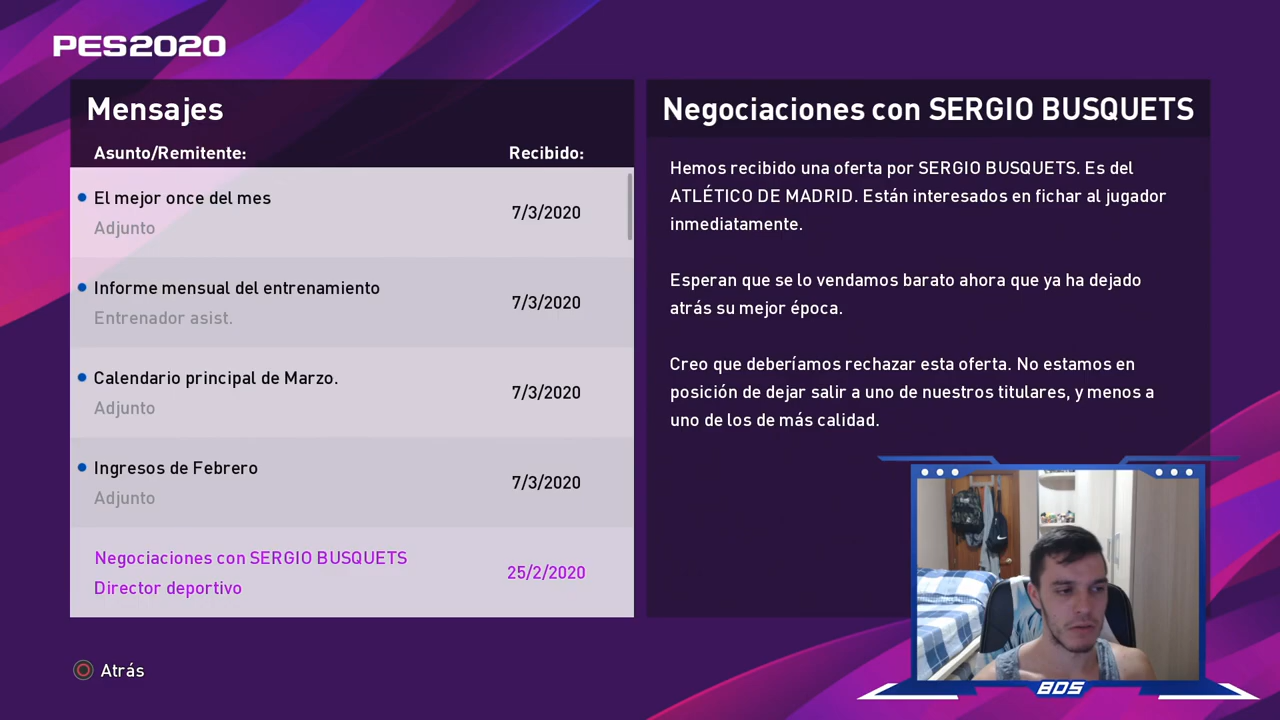 PES2020
Mensajes
Asunto/Remitente:
Recibido:
El mejor once del mes
Adjunto
7/3/2020
Informe mensual del entrenamiento
Entrenador asist.
7/3/2020
Calendario principal de Marzo.
Adjunto
7/3/2020
Ingresos de Febrero
Adjunto
7/3/2020
Negociaciones con SERGIO BUSQUETS
Director deportivo
25/2/2020
Negociaciones con SERGIO BUSQUETS
Hemos recibido una oferta por SERGIO BUSQUETS. Es del
ATLÉTICO DE MADRID. Están interesados en fichar al jugador
inmediatamente.
Esperan que se lo vendamos barato ahora que ya ha dejado
atrás su mejor época.
Creo que deberíamos rechazar esta oferta. No estamos en
posición de dejar salir a uno de nuestros titulares, y menos a
uno de los de más calidad.
Atrás
BDS